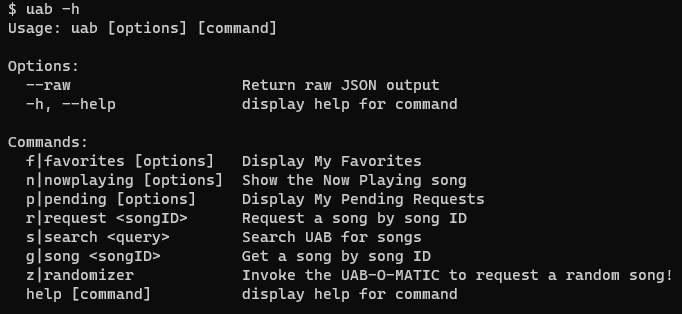 $ uab -h
Usage: uab [options] [command]

Options:
  --raw                   Return raw JSON output
  -h, --help              display help for command

Commands:
  f|favorites [options]   Display My Favorites
  n|nowplaying [options]  Show the Now Playing song
  p|pending [options]     Display My Pending Requests
  r|request <songID>      Request a song by song ID
  s|search <query>        Search UAB for songs
  g|song <songID>         Get a song by song ID
  z|randomizer            Invoke the UAB-O-MATIC to request a random song!
  help [command]          display help for command